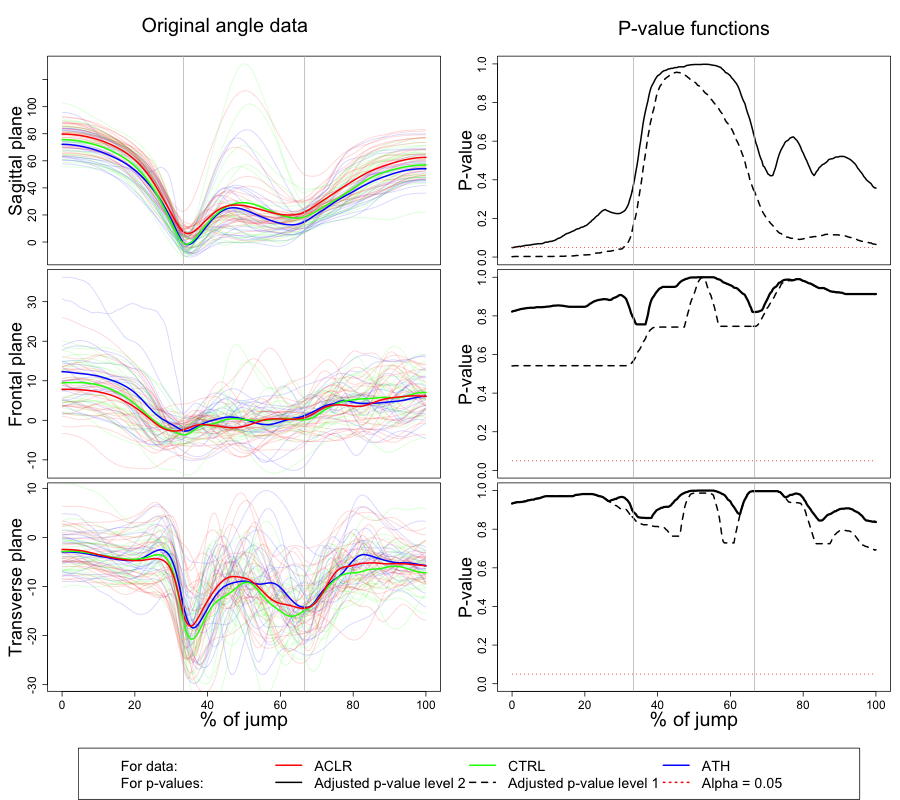 Original angle data
P-value functions
Sagittal plane
0 20 40 60 80 100
P-value
0.0 0.2 0.4 0.6 0.8 1.0
Frontal plane
-10 0 10 20 30
P-value
0.0 0.2 0.4 0.6 0.8 1.0
Transverse plane
-30 -20 -10 0 10
P-value
0.0 0.2 0.4 0.6 0.8 1.0
0 20 40 60 80 100
0 20 40 60 80 100
% of jump
% of jump
For data: ACLR CTRL ATH
For p-values: Adjusted p-value level 2 Adjusted p-value level 1 Alpha = 0.05